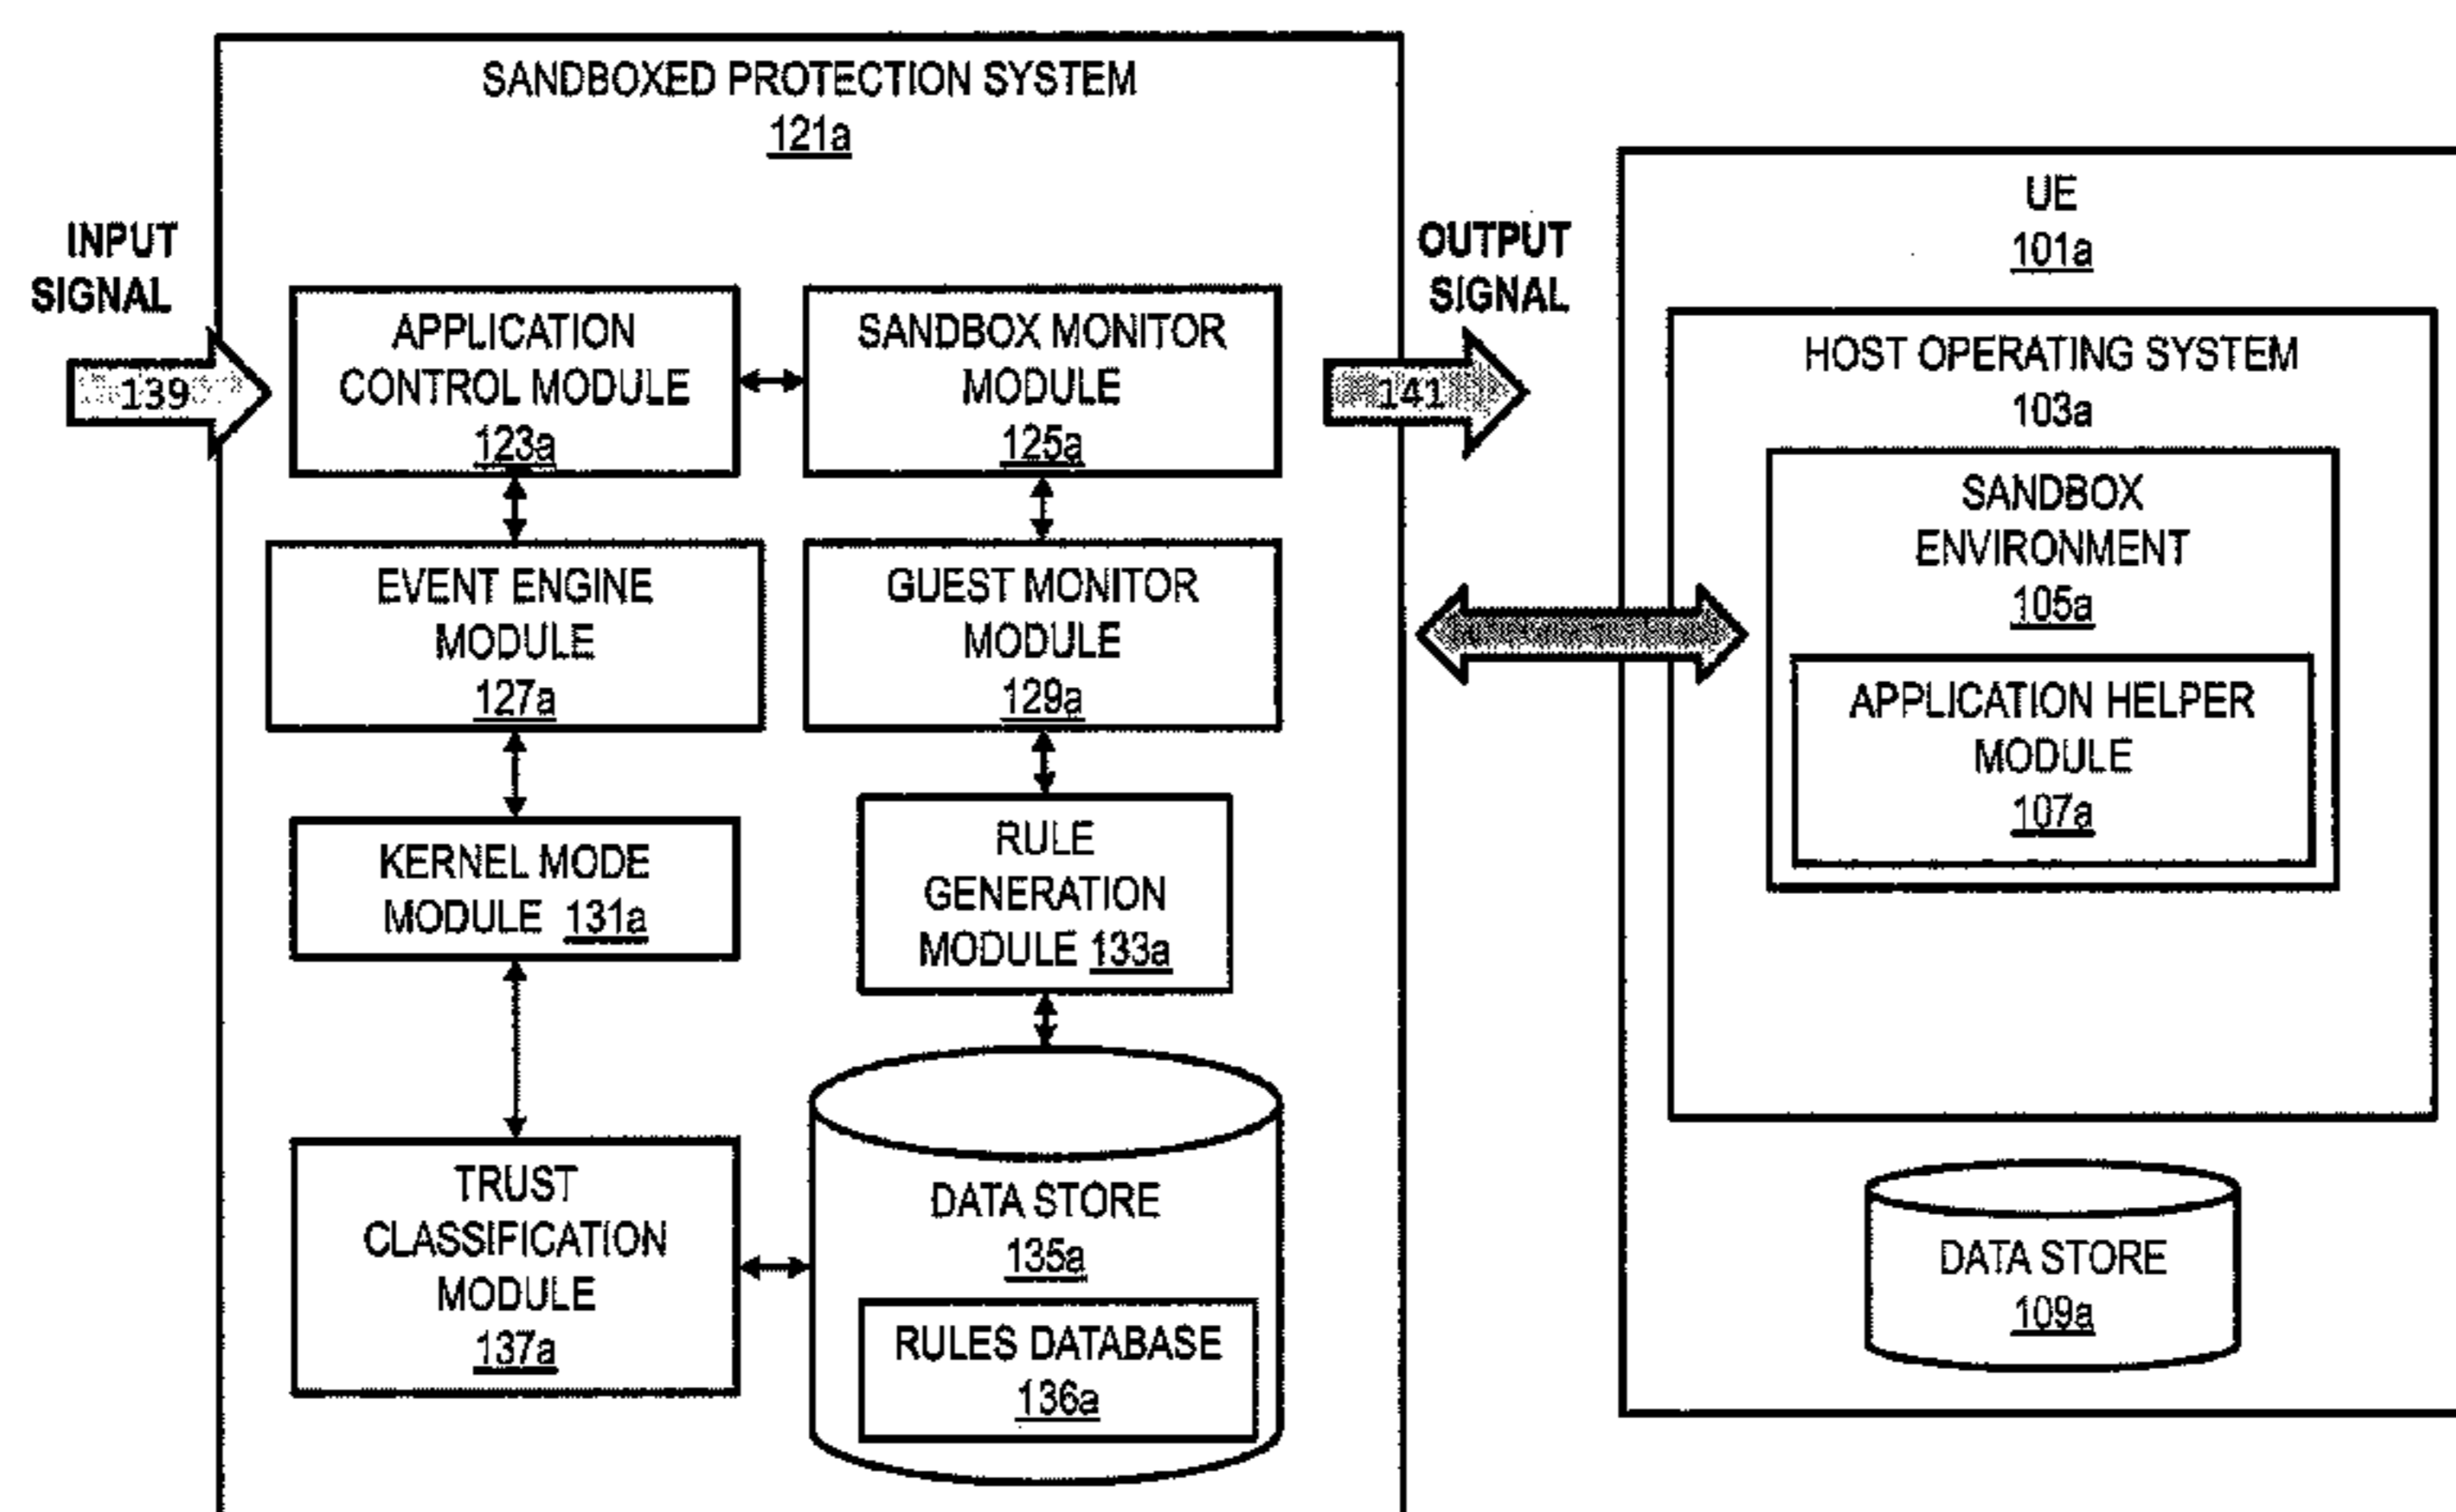 SANDBOXED PROTECTION SYSTEM
121a
INPUT
SIGNAL
139
APPLICATION
CONTROL MODULE
123a
SANDBOX MONITOR
MODULE
125a
EVENT ENGINE
MODULE
127a
GUEST MONITOR
MODULE
129a
KERNEL MODE
MODULE 131a
RULE
GENERATION
MODULE 133a
TRUST
CLASSIFICATION
MODULE
137a
DATA STORE
135a
RULES DATABASE
136a
OUTPUT
SIGNAL
141
UE
101a
HOST OPERATING SYSTEM
103a
SANDBOX
ENVIRONMENT
105a
APPLICATION HELPER
MODULE
107a
DATA STORE
109a